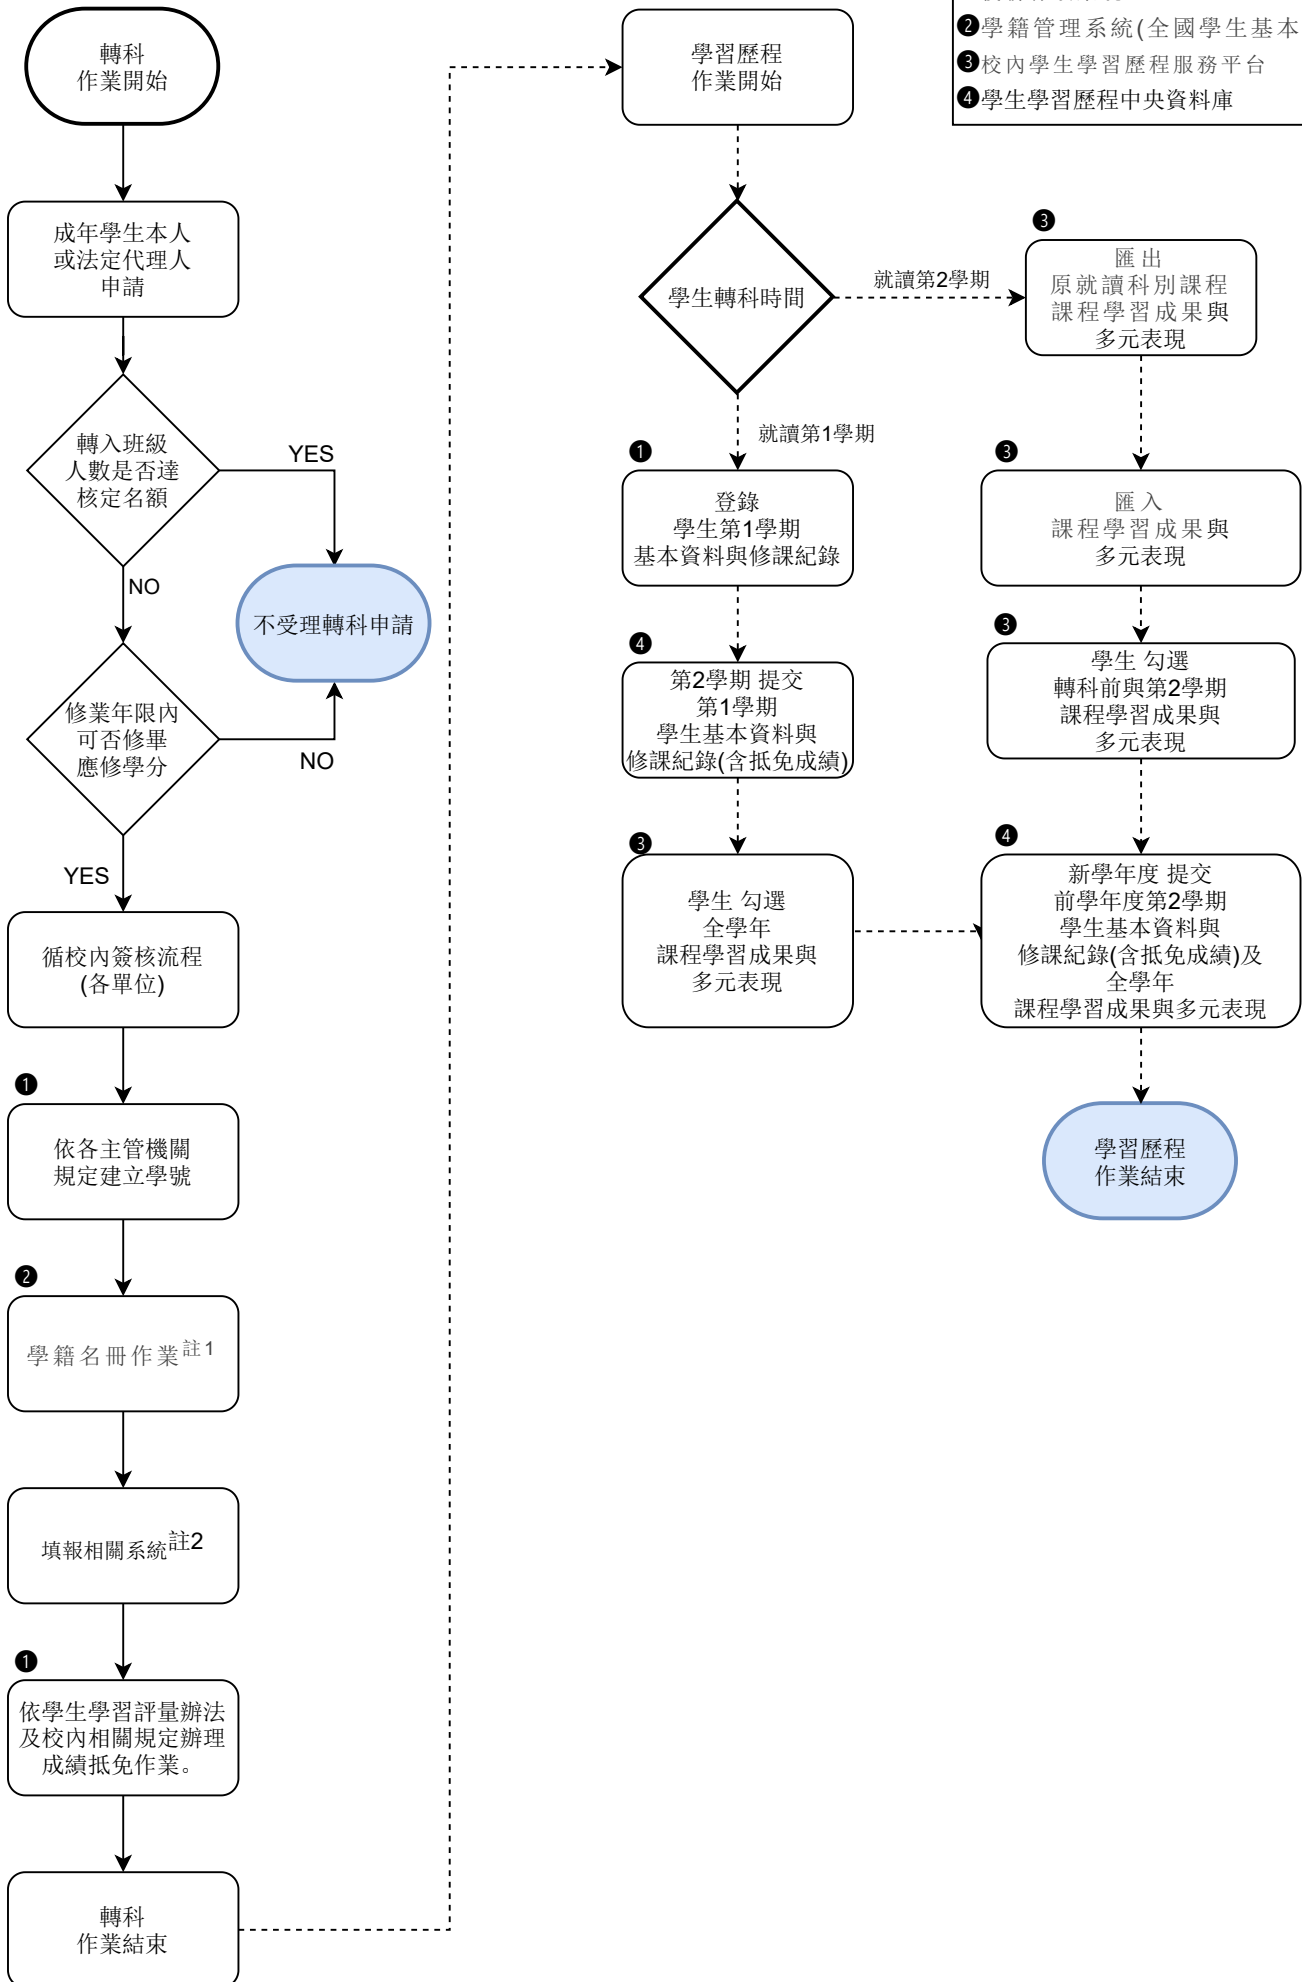 轉科
作業開始
成年學生本人
或法定代理人
申請
轉入班級
人數是否達
核定名額
YES
NO
不受理轉科申請
修業年限內
可否修畢
應修學分
NO
YES
循校內簽核流程
(各單位)
❶
依各主管機關
規定建立學號
❷
學籍名冊作業註1
填報相關系統註2
❶
依學生學習評量辦法
及校內相關規定辦理
成績抵免作業。
轉科
作業結束
學習歷程
作業開始
學生轉科時間
就讀第2學期
就讀第1學期
❶
登錄
學生第1學期
基本資料與修課紀錄
❹
第2學期 提交
第1學期
學生基本資料與
修課紀錄(含抵免成績)
❸
學生 勾選
全學年
課程學習成果與
多元表現
❷學籍管理系統(全國學生基本
❸校內學生學習歷程服務平台
❹學生學習歷程中央資料庫
❸
匯出
原就讀科別課程
課程學習成果與
多元表現
❸
匯入
課程學習成果與
多元表現
❸
學生 勾選
轉科前與第2學期
課程學習成果與
多元表現
❹
新學年度 提交
前學年度第2學期
學生基本資料與
修課紀錄(含抵免成績)及
全學年
課程學習成果與多元表現
學習歷程
作業結束